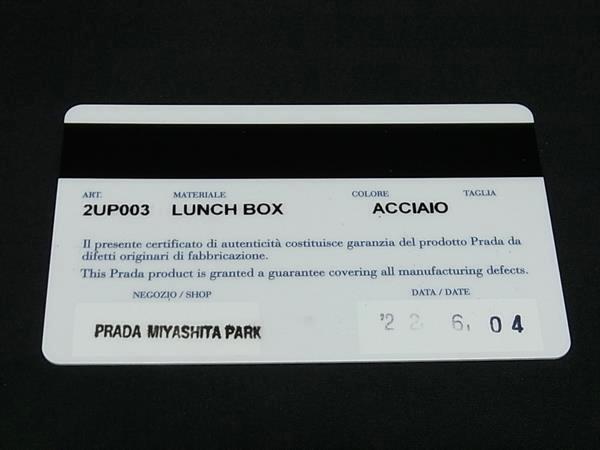 ART. MATERIALE COLORE TAGLIA
2UP003 LUNCH BOX ACCIAIO
Il presente certificato di autenticità costituisce garanzia del prodotto Prada da
difetti originari di fabbricazione.
This Prada product is granted a guarantee covering all manufacturing defects.
NEGOZIO / SHOP DATA / DATE
PRADA MIYASHITA PARK '22 6. 04